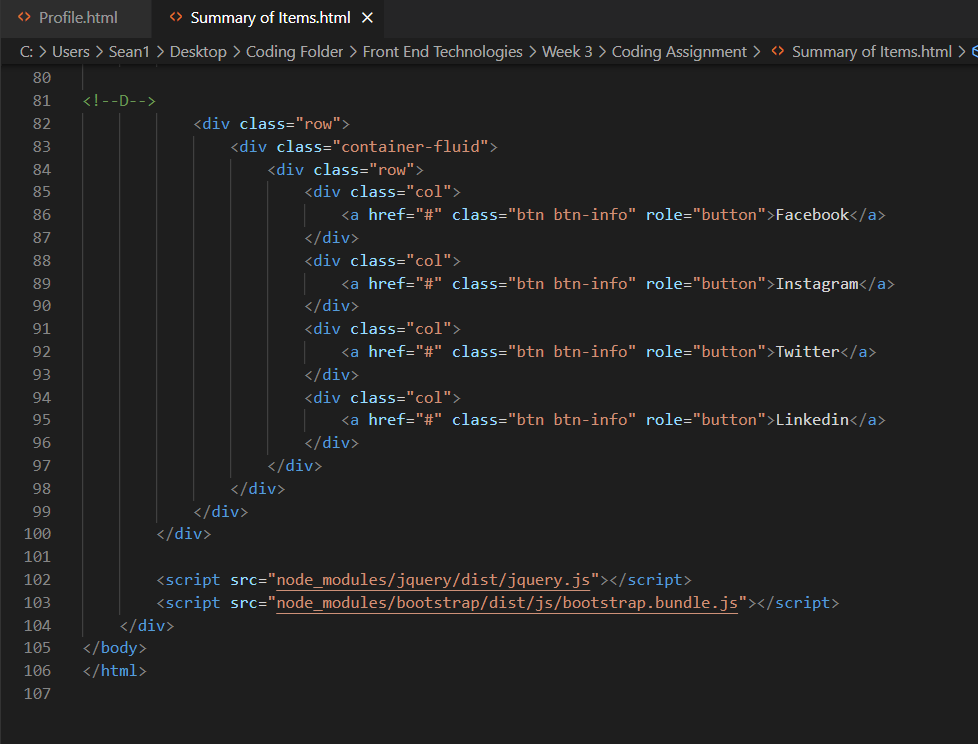 Profile.html Summary of Items.html ×
C: > Users > Sean1 > Desktop > Coding Folder > Front End Technologies > Week 3 > Coding Assignment > Summary of Items.html >
80
81 <!--D-->
82 <div class="row">
83 <div class="container-fluid">
84 <div class="row">
85 <div class="col">
86 <a href="#" class="btn btn-info" role="button">Facebook</a>
87 </div>
88 <div class="col">
89 <a href="#" class="btn btn-info" role="button">Instagram</a>
90 </div>
91 <div class="col">
92 <a href="#" class="btn btn-info" role="button">Twitter</a>
93 </div>
94 <div class="col">
95 <a href="#" class="btn btn-info" role="button">Linkedin</a>
96 </div>
97 </div>
98 </div>
99 </div>
100 </div>
101
102 <script src="node_modules/jquery/dist/jquery.js"></script>
103 <script src="node_modules/bootstrap/dist/js/bootstrap.bundle.js"></script>
104 </div>
105 </body>
106 </html>
107